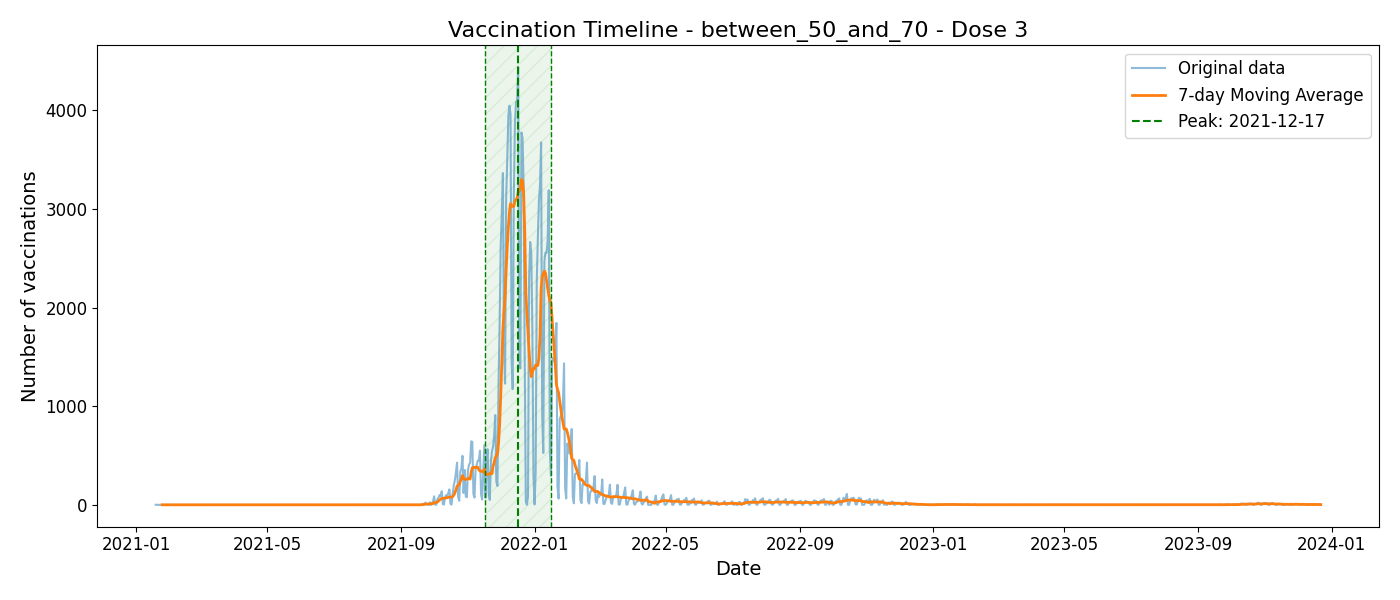 Vaccination Timeline - between_50_and_70 - Dose 3
Original data
7-day Moving Average
Peak: 2021-12-17
Number of vaccinations
4000
3000
2000
1000
0
2021-01 2021-05 2021-09 2022-01 2022-05 2022-09 2023-01 2023-05 2023-09 2024-01
Date